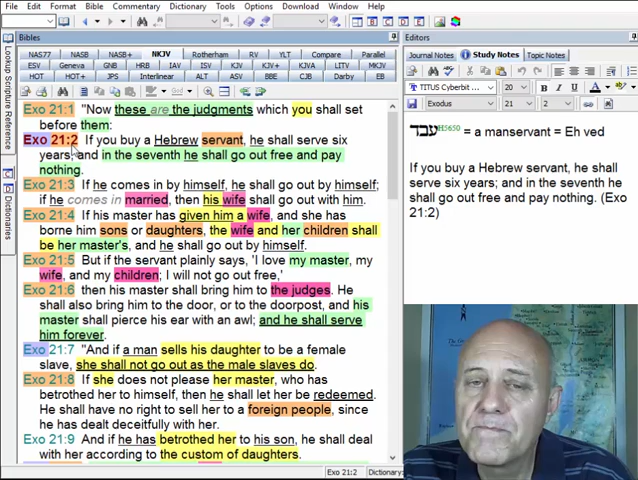 File Edit View Bible Bookmarks Dictionary Commentary Topic Options Download Window Help
Bibles
NAS77 NASB NASB+ NKJV Rotherham RV YLT Compare Parallel
ESV Geneva GNB HNV ISV JPS KJV KJV+ LITV LXX MKJV
HOT HOT+ JPS Interlinear ALT ASV BBE CJB Darby EB
Exo 21:1 "Now these are the judgments which you shall set
before them:
Exo 21:2 If you buy a Hebrew servant, he shall serve six
years; and in the seventh he shall go out free and pay
nothing.
Exo 21:3 If he comes in by himself, he shall go out by himself;
if he comes in married, then his wife shall go out with him.
Exo 21:4 If his master has given him a wife, and she has
borne him sons or daughters, the wife and her children shall
be her master's, and he shall go out by himself.
Exo 21:5 But if the servant plainly says, 'I love my master, my
wife, and my children; I will not go out free,'
Exo 21:6 then his master shall bring him to the judges. He
shall also bring him to the door, or to the doorpost, and his
master shall pierce his ear with an awl; and he shall serve
him forever.
Exo 21:7 "And if a man sells his daughter to be a female
slave, she shall not go out as the male slaves do.
Exo 21:8 If she does not please her master, who has
betrothed her to himself, then he shall let her be redeemed.
He shall have no right to sell her to a foreign people, since
he has dealt deceitfully with her.
Exo 21:9 And if he has betrothed her to his son, he shall deal
with her according to the custom of daughters.
Exo 21:2 Dictionary:
Lookup Scripture Reference
Dictionaries
Editors
Journal Notes Study Notes Topic Notes
TITUS Cyberbit 20
Exodus 21 2
עבד H5650 = a manservant = Eh ved
If you buy a Hebrew servant, he shall
serve six years; and in the seventh he
shall go out free and pay nothing. (Exo
21:2)